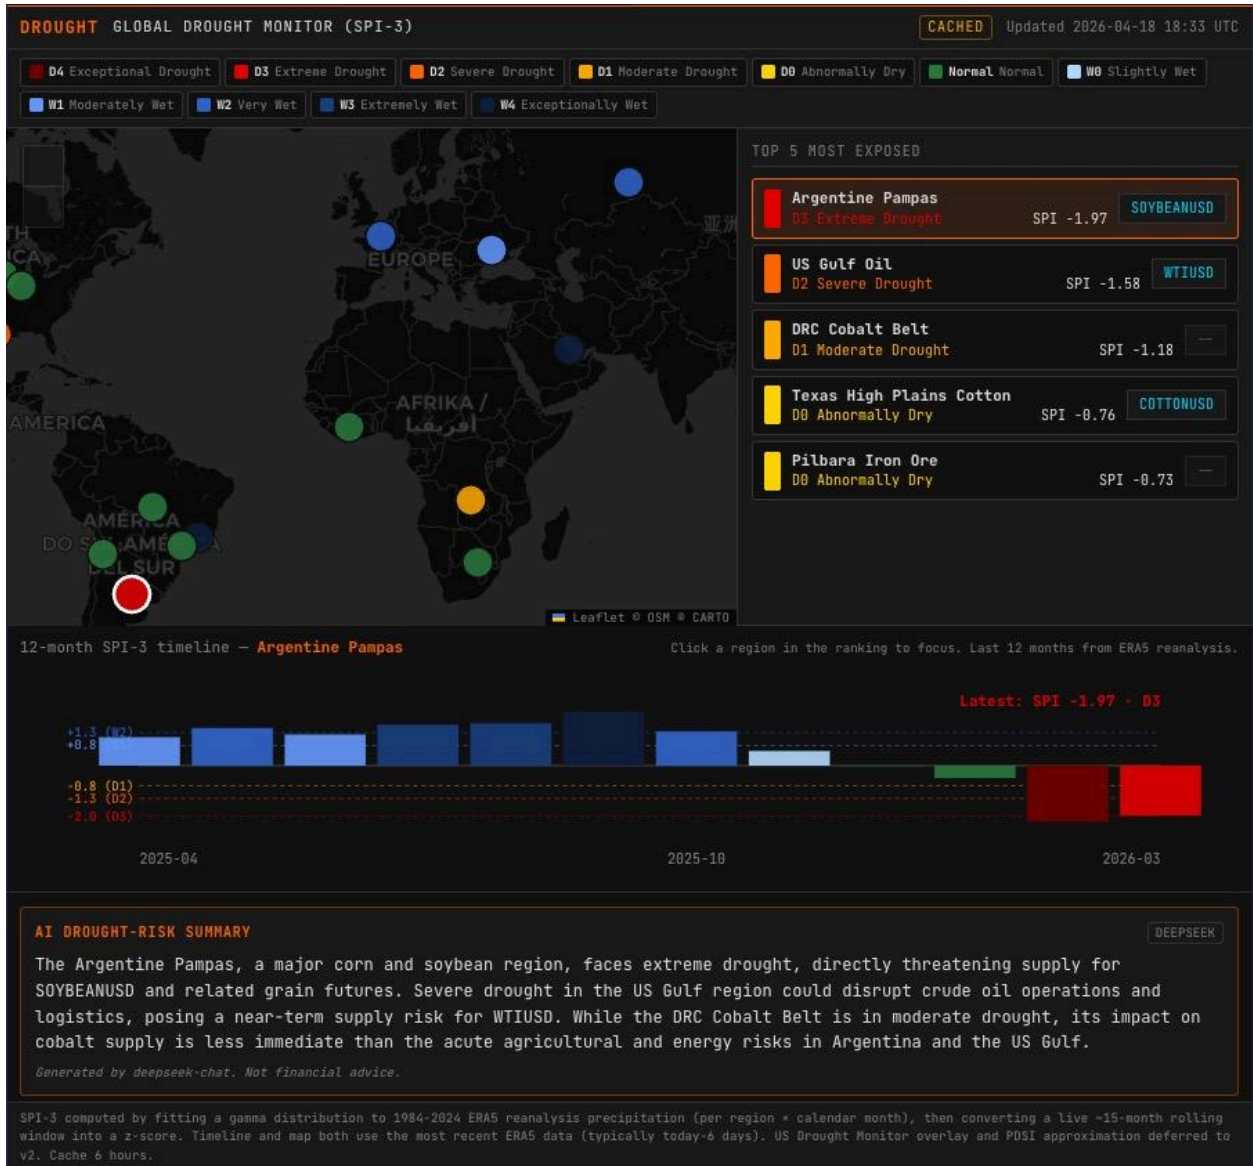 DROUGHT GLOBAL DROUGHT MONITOR (SPI-3)
CACHED Updated 2026-04-18 18:33 UTC
D4 Exceptional Drought D3 Extreme Drought D2 Severe Drought D1 Moderate Drought D0 Abnormally Dry Normal Normal W0 Slightly Wet
W1 Moderately Wet W2 Very Wet W3 Extremely Wet W4 Exceptionally Wet
EUROPE
亚洲
AFRIKA /
أفريقيا
AMERICA
AMÉRICA
DO SUL
DEL SUR
Leaflet © OSM © CARTO
TOP 5 MOST EXPOSED
Argentine Pampas
D3 Extreme Drought SPI -1.97 SOYBEANUSD
US Gulf Oil
D2 Severe Drought SPI -1.58 WTIUSD
DRC Cobalt Belt
D1 Moderate Drought SPI -1.18 —
Texas High Plains Cotton
D0 Abnormally Dry SPI -0.76 COTTONUSD
Pilbara Iron Ore
D0 Abnormally Dry SPI -0.73 —
12-month SPI-3 timeline — Argentine Pampas
Click a region in the ranking to focus. Last 12 months from ERA5 reanalysis.
Latest: SPI -1.97 · D3
+1.3 (W2)
+0.8
-0.8 (D1)
-1.3 (D2)
-2.0 (D3)
2025-04 2025-10 2026-03
AI DROUGHT-RISK SUMMARY
DEEPSEEK
The Argentine Pampas, a major corn and soybean region, faces extreme drought, directly threatening supply for
SOYBEANUSD and related grain futures. Severe drought in the US Gulf region could disrupt crude oil operations and
logistics, posing a near-term supply risk for WTIUSD. While the DRC Cobalt Belt is in moderate drought, its impact on
cobalt supply is less immediate than the acute agricultural and energy risks in Argentina and the US Gulf.
Generated by deepseek-chat. Not financial advice.
SPI-3 computed by fitting a gamma distribution to 1984-2024 ERA5 reanalysis precipitation (per region × calendar month), then converting a live ~15-month rolling
window into a z-score. Timeline and map both use the most recent ERA5 data (typically today-6 days). US Drought Monitor overlay and PDSI approximation deferred to
v2. Cache 6 hours.